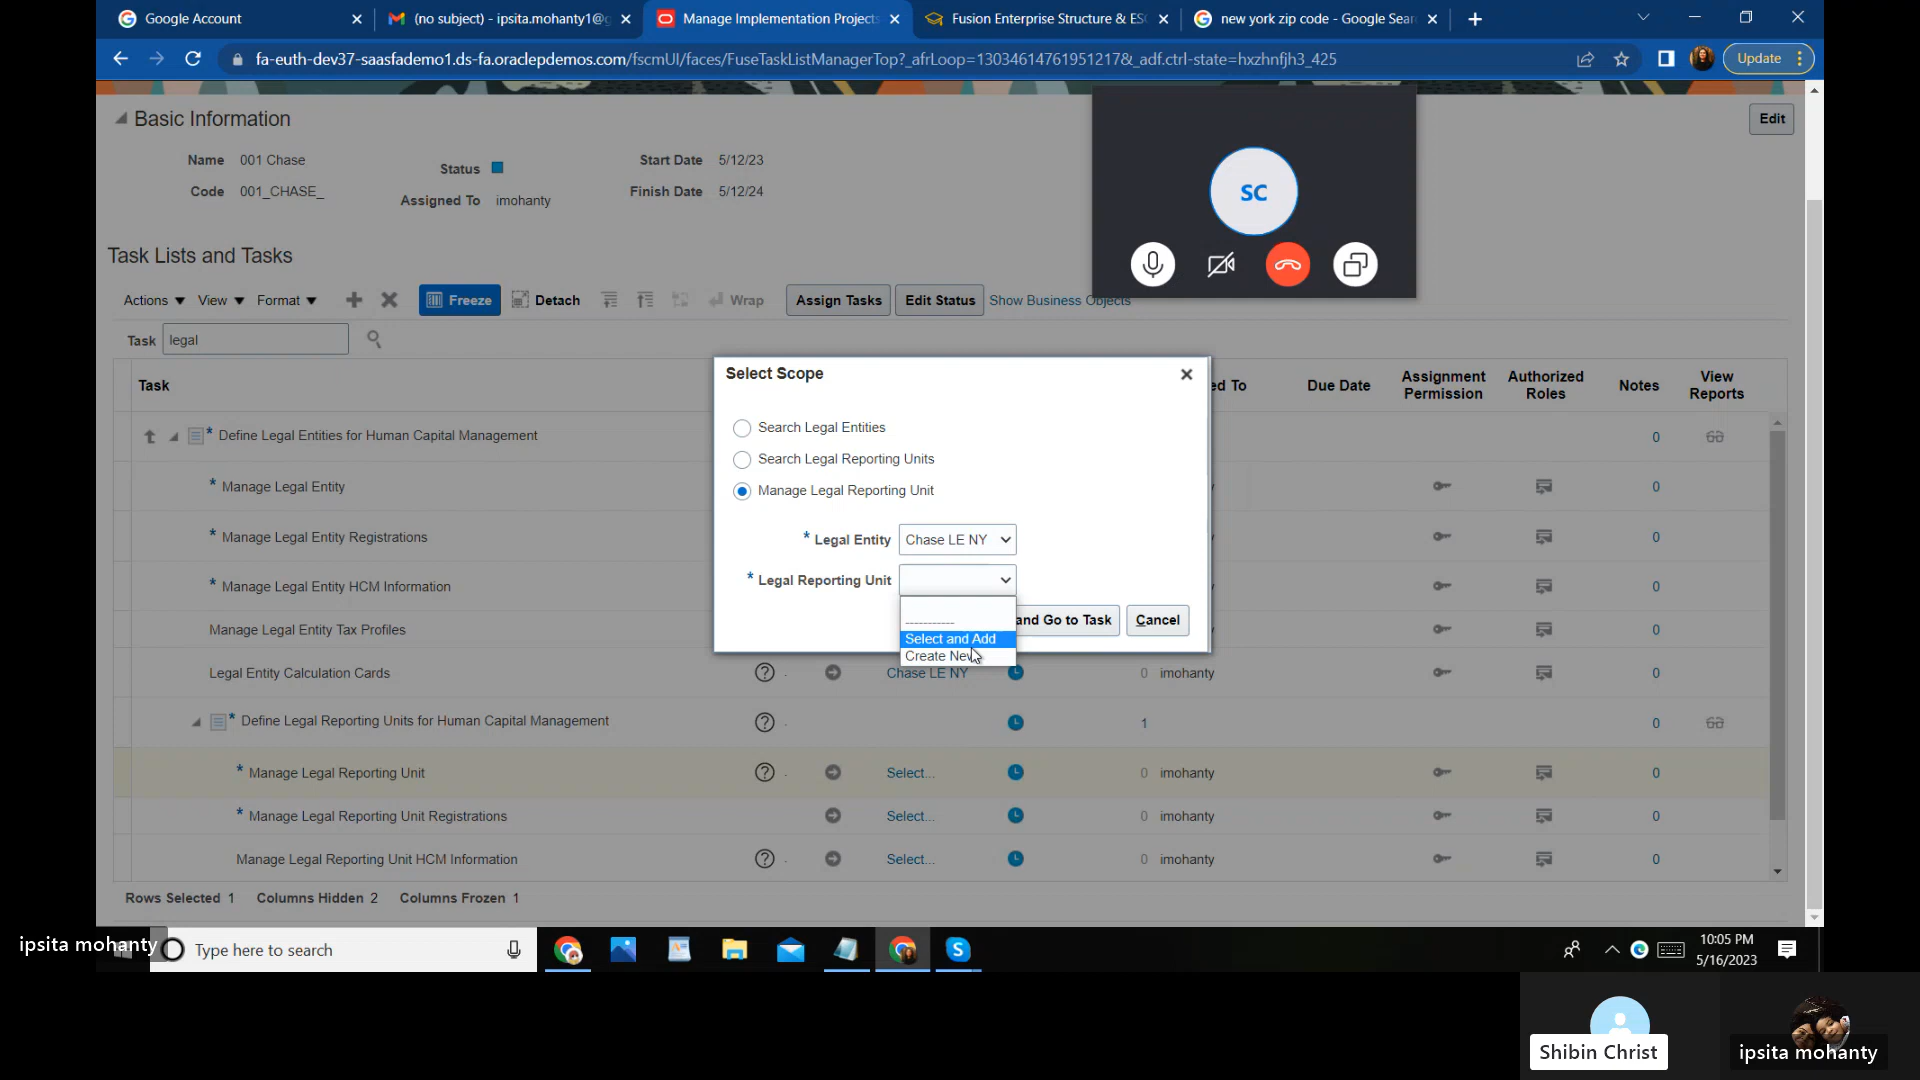 Google Account
(no subject) - ipsita.mohanty1@g
Manage Implementation Projects
Fusion Enterprise Structure & ES
new york zip code - Google Sear
fa-euth-dev37-saasfademo1.ds-fa.oraclepdemos.com/fscmUI/faces/FuseTaskListManagerTop?_afrLoop=13034614761951217&_adf.ctrl-state=hxzhnfjh3_425
Update
Basic Information
Edit
Name 001 Chase
Status
Start Date 5/12/23
Code 001_CHASE_
Assigned To imohanty
Finish Date 5/12/24
SC
Task Lists and Tasks
Actions View Format Freeze Detach Wrap Assign Tasks Edit Status Show Business Objects
Task legal
Select Scope
Task
ed To
Due Date
Assignment Permission
Authorized Roles
Notes
View Reports
Search Legal Entities
Search Legal Reporting Units
Manage Legal Reporting Unit
* Legal Entity Chase LE NY
* Legal Reporting Unit
-----------
Select and Add
Create New
and Go to Task
Cancel
* Define Legal Entities for Human Capital Management 0
* Manage Legal Entity 0
* Manage Legal Entity Registrations 0
* Manage Legal Entity HCM Information 0
Manage Legal Entity Tax Profiles 0
Legal Entity Calculation Cards ? Chase LE NY 0 imohanty 0
* Define Legal Reporting Units for Human Capital Management ? 1 0
* Manage Legal Reporting Unit ? Select... 0 imohanty 0
* Manage Legal Reporting Unit Registrations Select... 0 imohanty 0
Manage Legal Reporting Unit HCM Information ? Select... 0 imohanty 0
Rows Selected 1 Columns Hidden 2 Columns Frozen 1
ipsita mohanty
Type here to search
10:05 PM
5/16/2023
Shibin Christ
ipsita mohanty